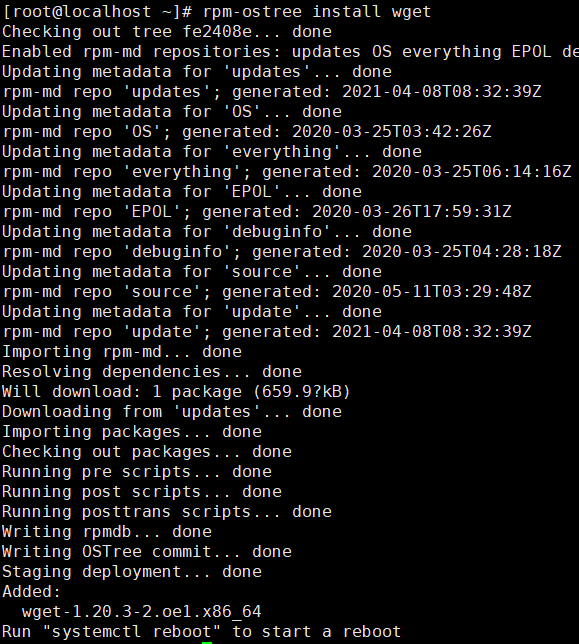 [root@localhost ~]# rpm-ostree install wget
Checking out tree fe2408e... done
Enabled rpm-md repositories: updates OS everything EPOL de
Updating metadata for 'updates'... done
rpm-md repo 'updates'; generated: 2021-04-08T08:32:39Z
Updating metadata for 'OS'... done
rpm-md repo 'OS'; generated: 2020-03-25T03:42:26Z
Updating metadata for 'everything'... done
rpm-md repo 'everything'; generated: 2020-03-25T06:14:16Z
Updating metadata for 'EPOL'... done
rpm-md repo 'EPOL'; generated: 2020-03-26T17:59:31Z
Updating metadata for 'debuginfo'... done
rpm-md repo 'debuginfo'; generated: 2020-03-25T04:28:18Z
Updating metadata for 'source'... done
rpm-md repo 'source'; generated: 2020-05-11T03:29:48Z
Updating metadata for 'update'... done
rpm-md repo 'update'; generated: 2021-04-08T08:32:39Z
Importing rpm-md... done
Resolving dependencies... done
Will download: 1 package (659.9?kB)
Downloading from 'updates'... done
Importing packages... done
Checking out packages... done
Running pre scripts... done
Running post scripts... done
Running posttrans scripts... done
Writing rpmdb... done
Writing OSTree commit... done
Staging deployment... done
Added:
  wget-1.20.3-2.oe1.x86_64
Run "systemctl reboot" to start a reboot